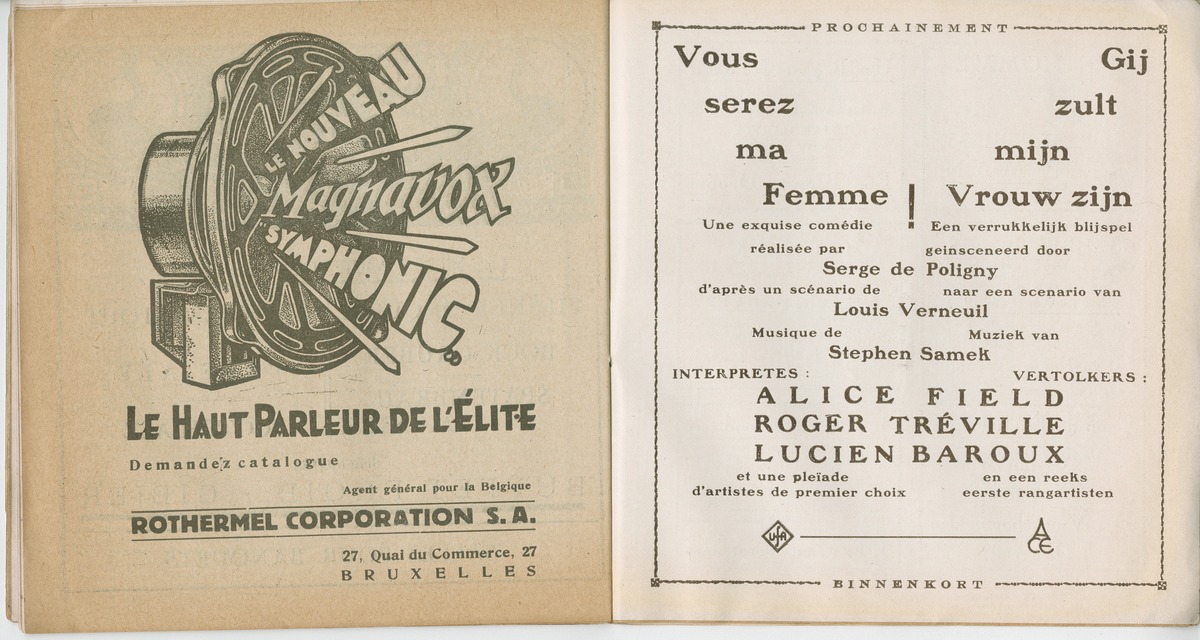 LE NOUVEAU
Magnavox
"SYMPHONIC"
LE HAUT PARLEUR DE L'ÉLITE
Demandez catalogue
Agent général pour la Belgique
ROTHERMEL CORPORATION S. A.
27, Quai du Commerce, 27
BRUXELLES
PROCHAINEMENT
Vous Gij
serez zult
ma mijn
Femme ! Vrouw zijn
Une exquise comédie Een verrukkelijk blijspel
réalisée par geinsceneerd door
Serge de Poligny
d'après un scénario de naar een scenario van
Louis Verneuil
Musique de Muziek van
Stephen Samek
INTERPRETES : VERTOLKERS :
ALICE FIELD
ROGER TRÉVILLE
LUCIEN BAROUX
et une pleïade en een reeks
d'artistes de premier choix eerste rangartisten
UFA ACE
BINNENKORT